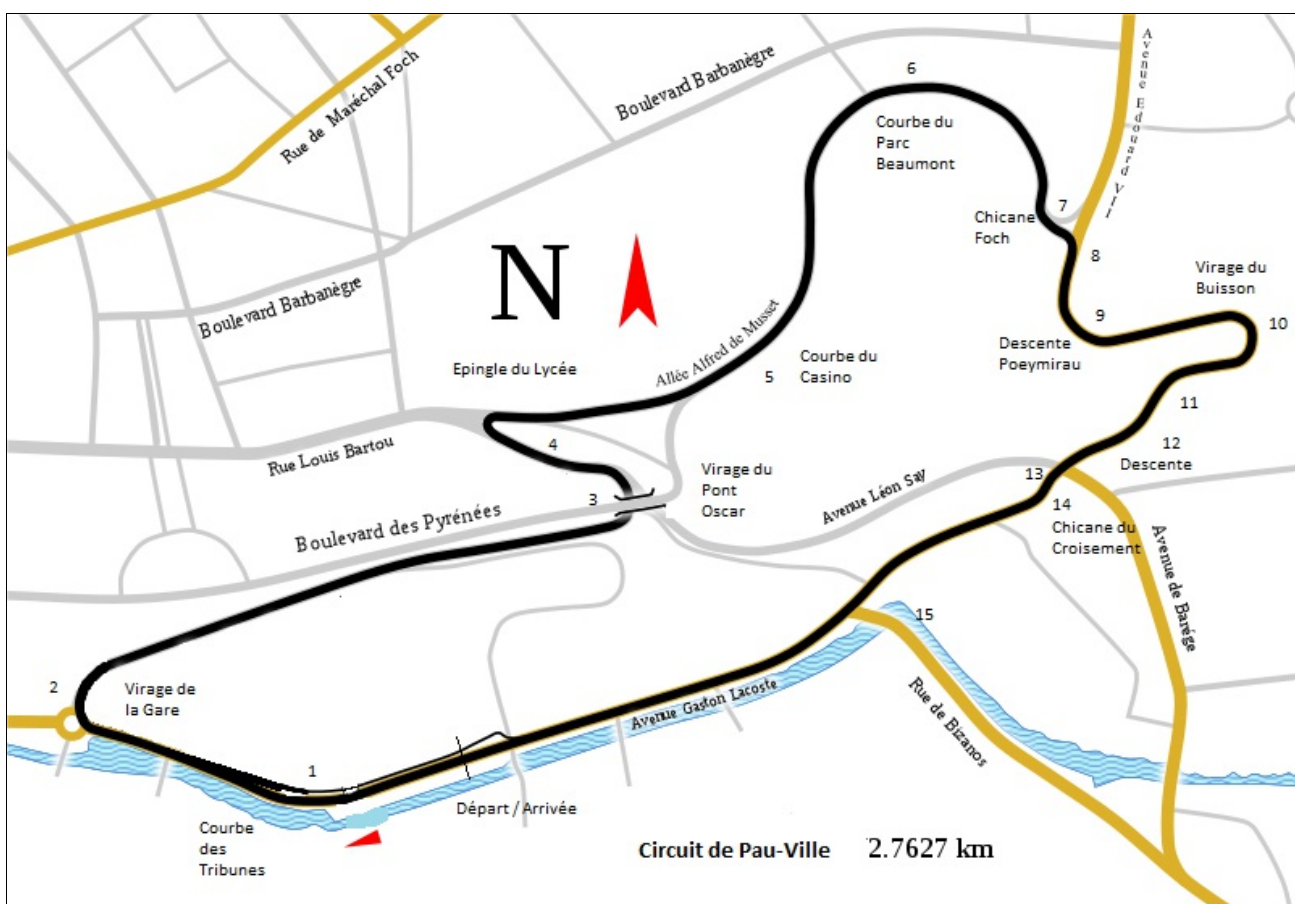 Rue de Maréchal Foch
Boulevard Barbanègre
Avenue Edouard VII
6
Courbe du
Parc
Beaumont
7
Chicane
Foch
8
Virage du
Buisson
10
9
Descente
Poeymirau
N
Boulevard Barbanègre
Epingle du Lycée
Allée Alfred de Musset
5
Courbe du
Casino
11
12
Descente
Rue Louis Bartou
4
3
Virage du
Pont
Oscar
Avenue Léon Say
13
14
Chicane du
Croisement
Boulevard des Pyrénées
Avenue de Barége
15
2
Virage de
la Gare
Avenue Gaston Lacoste
Rue de Bizanos
1
Départ / Arrivée
Courbe
des
Tribunes
Circuit de Pau-Ville 2.7627 km